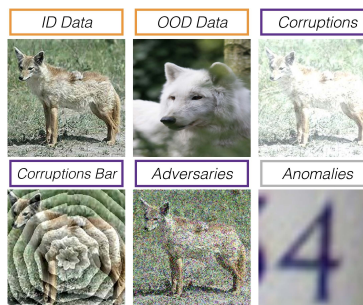 ID Data
OOD Data
Corruptions
Corruptions Bar
Adversaries
Anomalies
4